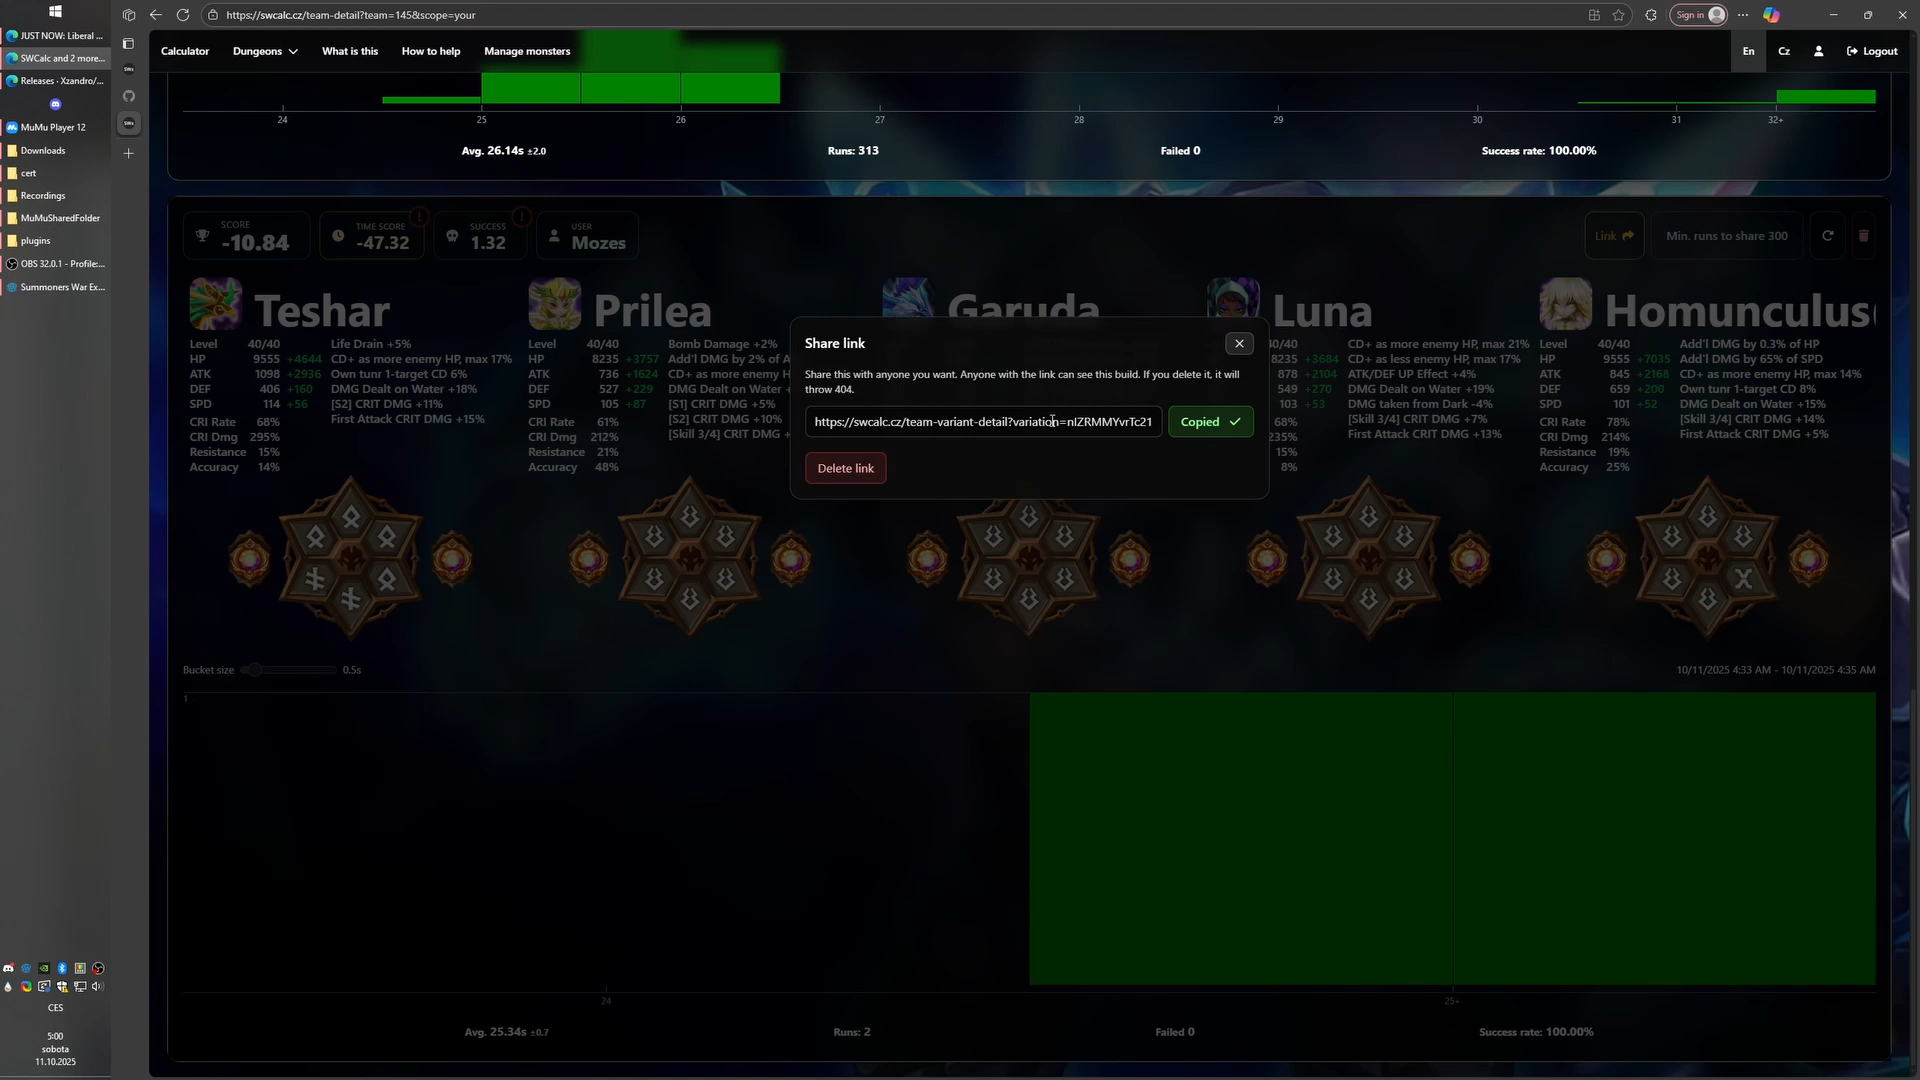 https://swcalc.cz/team-detail?team=145&scope=your
Sign in
JUST NOW: Liberal ...
SWCalc and 2 more...
Releases · Xzandro/...
MuMu Player 12
Downloads
cert
Recordings
MuMuSharedFolder
plugins
OBS 32.0.1 - Profile:...
Summoners War Ex...
Calculator Dungeons What is this How to help Manage monsters En Cz Logout
24 25 26 27 28 29 30 31 32+
Avg. 26.14s ±2.0 Runs: 313 Failed 0 Success rate: 100.00%
SCORE
-10.84
TIME SCORE
-47.32
SUCCESS
1.32
USER
Mozes
Link
Min. runs to share 300
Teshar
Level 40/40
HP 9555 +4644
ATK 1098 +2936
DEF 406 +160
SPD 114 +56
CRI Rate 68%
CRI Dmg 295%
Resistance 15%
Accuracy 14%
Life Drain +5%
CD+ as more enemy HP, max 17%
Own tunr 1-target CD 6%
DMG Dealt on Water +18%
[S2] CRIT DMG +11%
First Attack CRIT DMG +15%
Prilea
Level 40/40
HP 8235 +3757
ATK 736 +1624
DEF 527 +229
SPD 105 +87
CRI Rate 61%
CRI Dmg 212%
Resistance 21%
Accuracy 48%
Bomb Damage +2%
Add'l DMG by 2% of A
CD+ as more enemy H
DMG Dealt on Water +
[S1] CRIT DMG +5%
[S2] CRIT DMG +10%
[Skill 3/4] CRIT DMG +
Garuda
Luna
8235 +3684
878 +2104
549 +270
103 +53
68%
235%
15%
8%
CD+ as more enemy HP, max 21%
CD+ as less enemy HP, max 17%
ATK/DEF UP Effect +4%
DMG Dealt on Water +19%
DMG taken from Dark -4%
[Skill 3/4] CRIT DMG +7%
First Attack CRIT DMG +13%
Homunculus(
Level 40/40
HP 9555 +7035
ATK 845 +2168
DEF 659 +200
SPD 101 +52
CRI Rate 78%
CRI Dmg 214%
Resistance 19%
Accuracy 25%
Add'l DMG by 0.3% of HP
Add'l DMG by 65% of SPD
CD+ as more enemy HP, max 14%
Own tunr 1-target CD 8%
DMG Dealt on Water +15%
[Skill 3/4] CRIT DMG +14%
First Attack CRIT DMG +5%
Share link
Share this with anyone you want. Anyone with the link can see this build. If you delete it, it will
throw 404.
https://swcalc.cz/team-variant-detail?variation=nIZRMMYvrTc21
Copied
Delete link
Bucket size 0.5s
10/11/2025 4:33 AM - 10/11/2025 4:35 AM
1
24 25+
Avg. 25.34s ±0.7 Runs: 2 Failed 0 Success rate: 100.00%
CES
5:00
sobota
11.10.2025